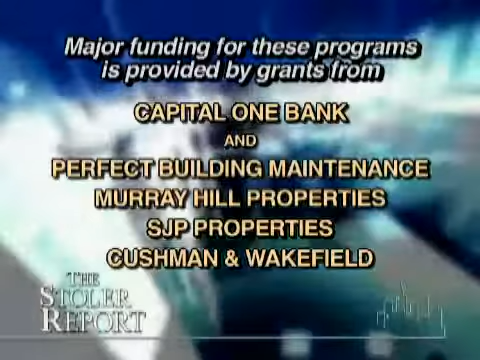 Major funding for these programs
is provided by grants from
CAPITAL ONE BANK
AND
PERFECT BUILDING MAINTENANCE
MURRAY HILL PROPERTIES
SJP PROPERTIES
CUSHMAN & WAKEFIELD
THE
STOLER
REPORT